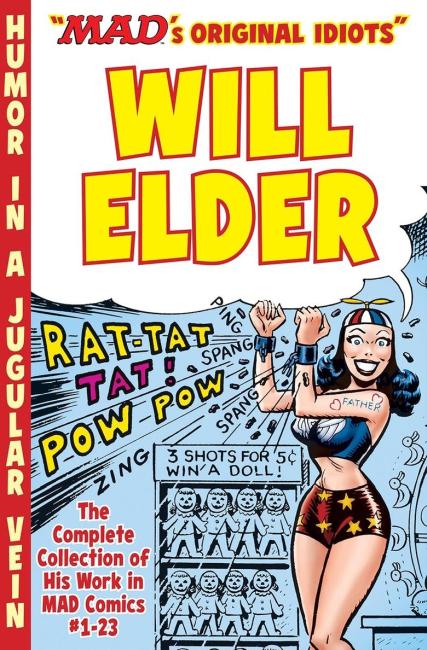 "MAD's ORIGINAL IDIOTS"
WILL
ELDER
HUMOR IN A JUGULAR VEIN
RAT-TAT
TAT!
POW POW
PING
SPANG
SPANG
ZING
FATHER
3 SHOTS FOR 5¢
WIN A DOLL!
The
Complete
Collection of
His Work in
MAD Comics
#1-23